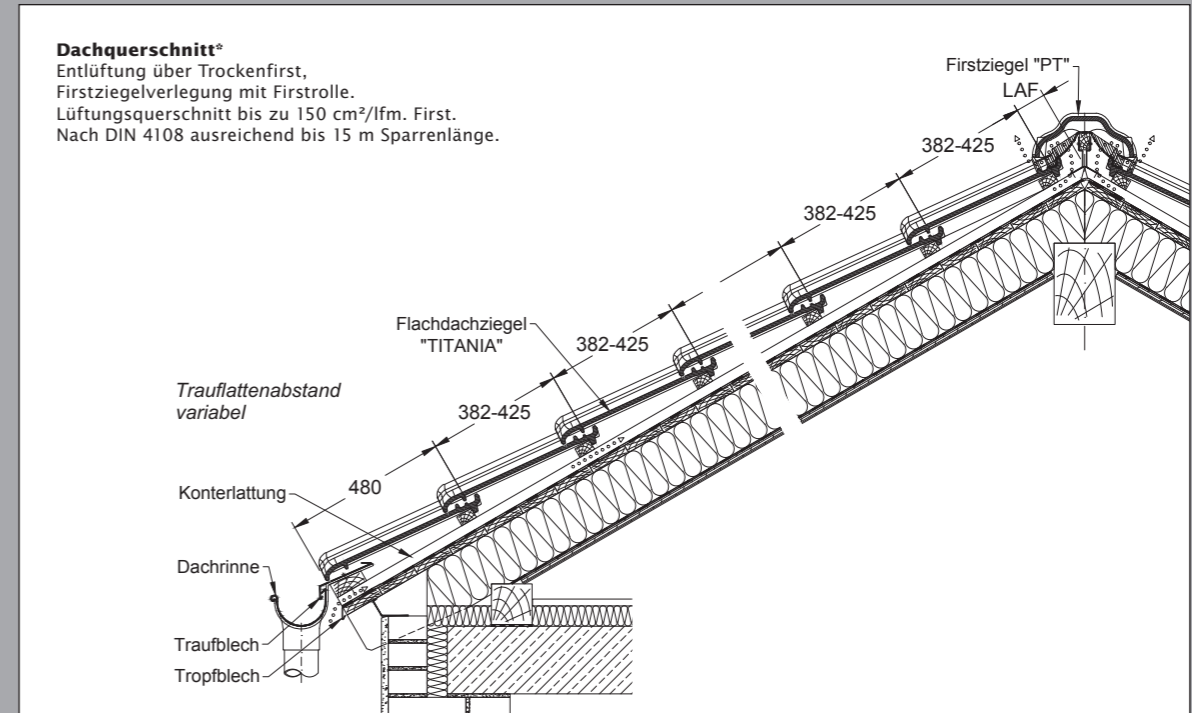 Dachquerschnitt*
Entlüftung über Trockenfirst,
Firstziegelverlegung mit Firstrolle.
Lüftungsquerschnitt bis zu 150 cm²/lfm. First.
Nach DIN 4108 ausreichend bis 15 m Sparrenlänge.
Firstziegel "PT"
LAF
382-425
382-425
Flachdachziegel
"TITANIA"
382-425
Trauflattenabstand
variabel
382-425
Konterlattung
480
Dachrinne
Traufblech
Tropfblech